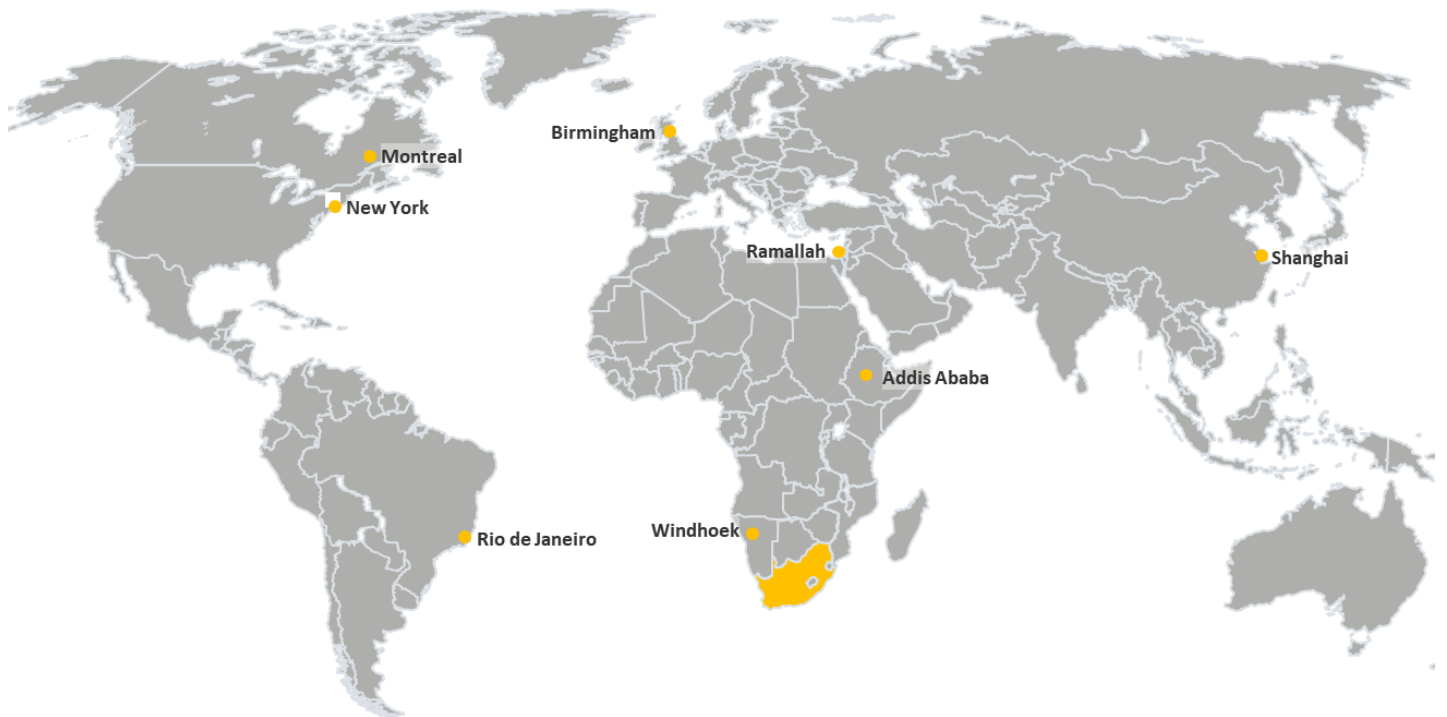 Birmingham
Montreal
New York
Ramallah
Shanghai
Addis Ababa
Windhoek
Rio de Janeiro